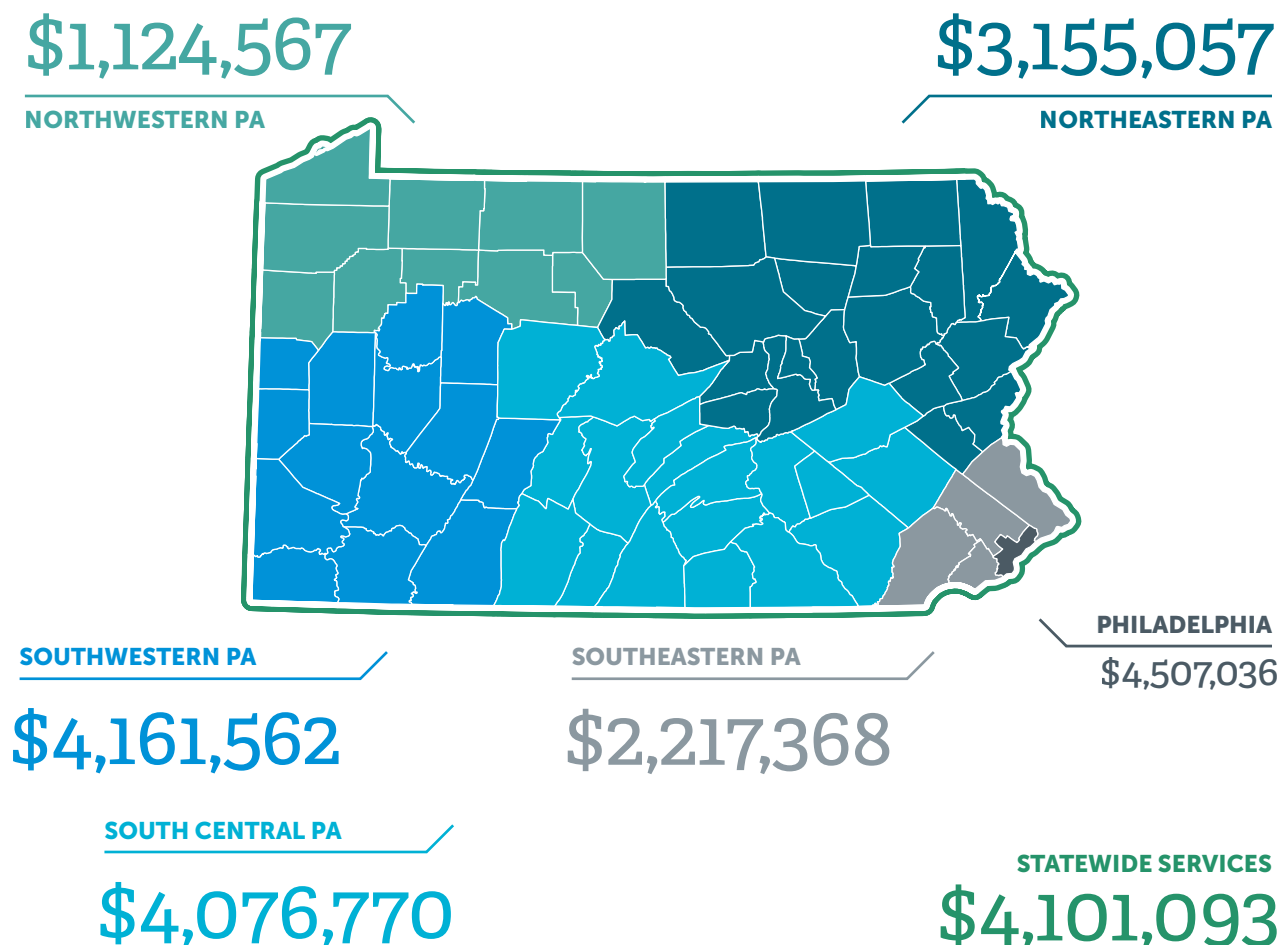 $1,124,567
NORTHWESTERN PA
$3,155,057
NORTHEASTERN PA
PHILADELPHIA
$4,507,036
SOUTHWESTERN PA
$4,161,562
SOUTHEASTERN PA
$2,217,368
SOUTH CENTRAL PA
$4,076,770
STATEWIDE SERVICES
$4,101,093